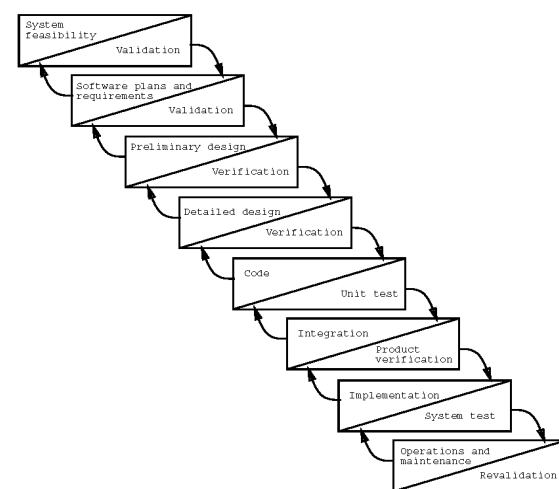 System
feasibility
Validation
Software plans and
requirements
Validation
Preliminary design
Verification
Detailed design
Verification
Code
Unit test
Integration
Product
verification
Implementation
System test
Operations and
maintenance
Revalidation